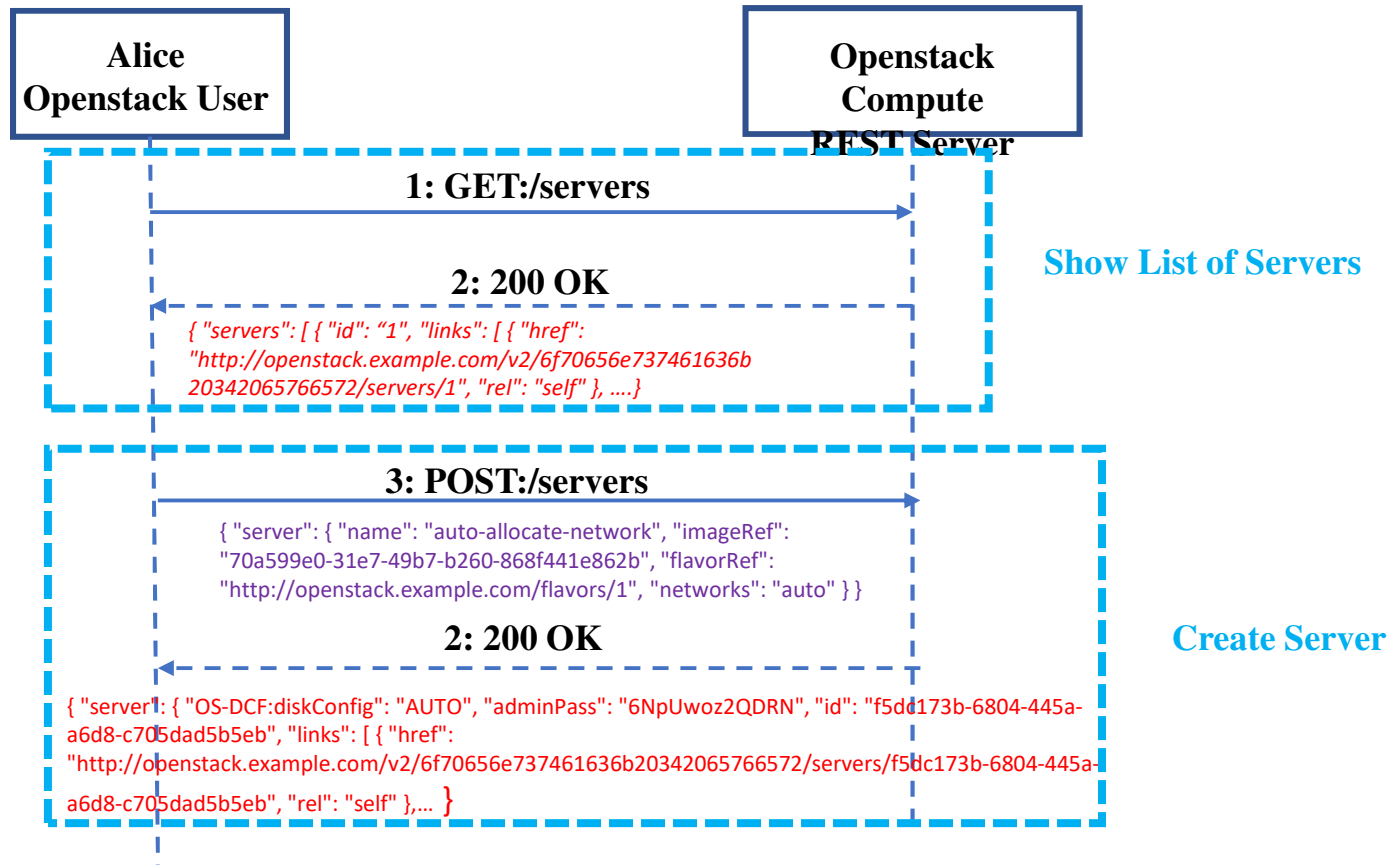 Alice
Openstack User
Openstack
Compute
REST Server
1: GET:/servers
Show List of Servers
2: 200 OK
{ "servers": [ { "id": “1", "links": [ { "href":
"http://openstack.example.com/v2/6f70656e737461636b
20342065766572/servers/1", "rel": "self" }, ….}
3: POST:/servers
{ "server": { "name": "auto-allocate-network", "imageRef":
"70a599e0-31e7-49b7-b260-868f441e862b", "flavorRef":
"http://openstack.example.com/flavors/1", "networks": "auto" } }
2: 200 OK
Create Server
{ "server": { "OS-DCF:diskConfig": "AUTO", "adminPass": "6NpUwoz2QDRN", "id": "f5dc173b-6804-445a-
a6d8-c705dad5b5eb", "links": [ { "href":
"http://openstack.example.com/v2/6f70656e737461636b20342065766572/servers/f5dc173b-6804-445a-
a6d8-c705dad5b5eb", "rel": "self" },… }